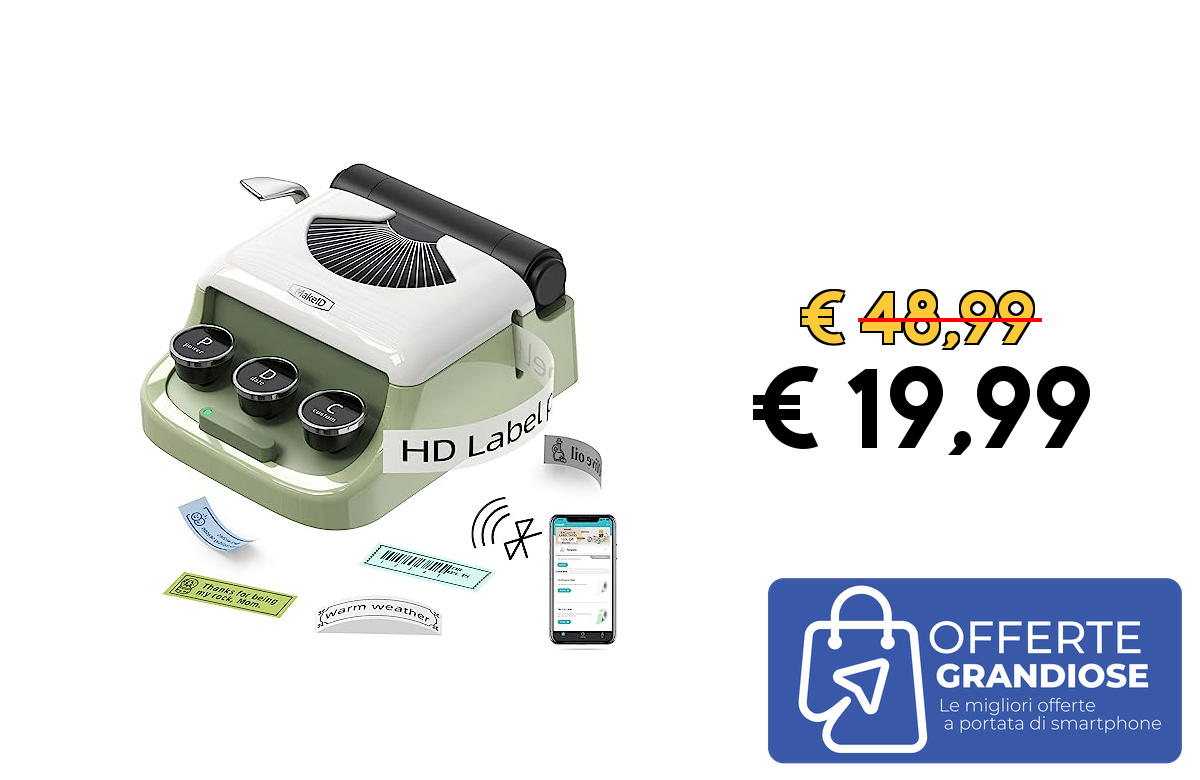 MakeID
P
power
D
date
C
confirm
HD Label p
Thanks for being
my rock, Mom.
warm weather
€ 48,99
€ 19,99
OFFERTE
GRANDIOSE
Le migliori offerte
a portata di smartphone